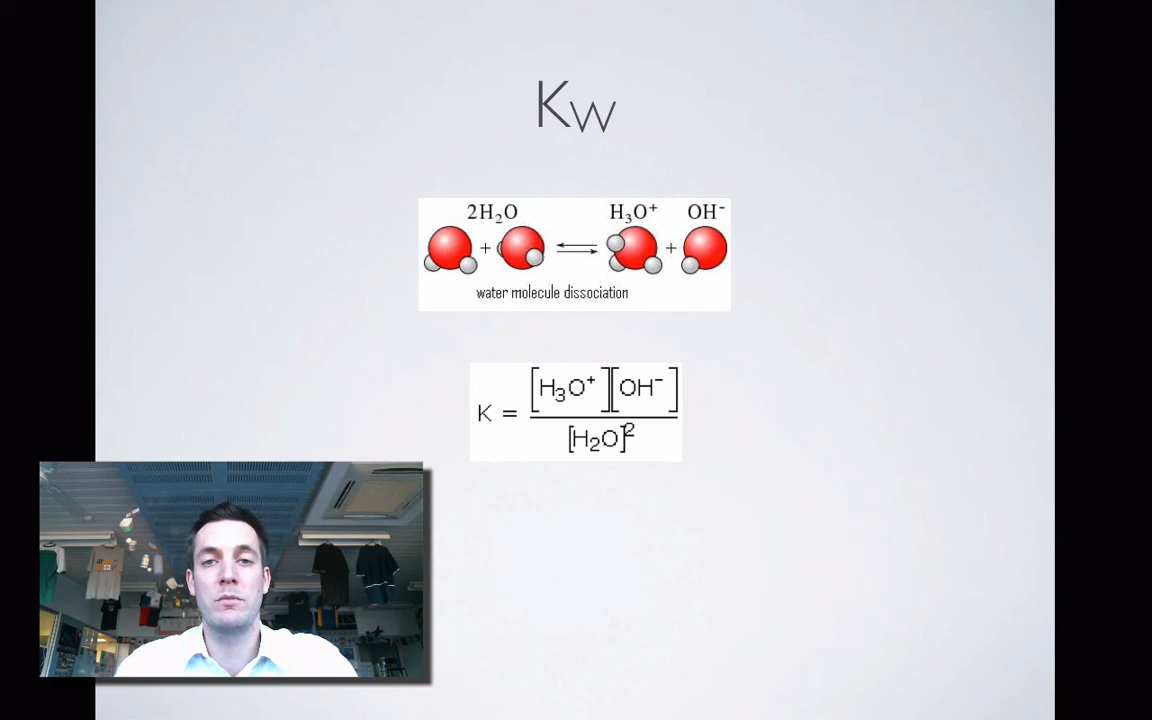 Kw
2H₂O H₃O⁺ OH⁻
+ ⇌ +
water molecule dissociation
K = [H₃O⁺][OH⁻] / [H₂O]²